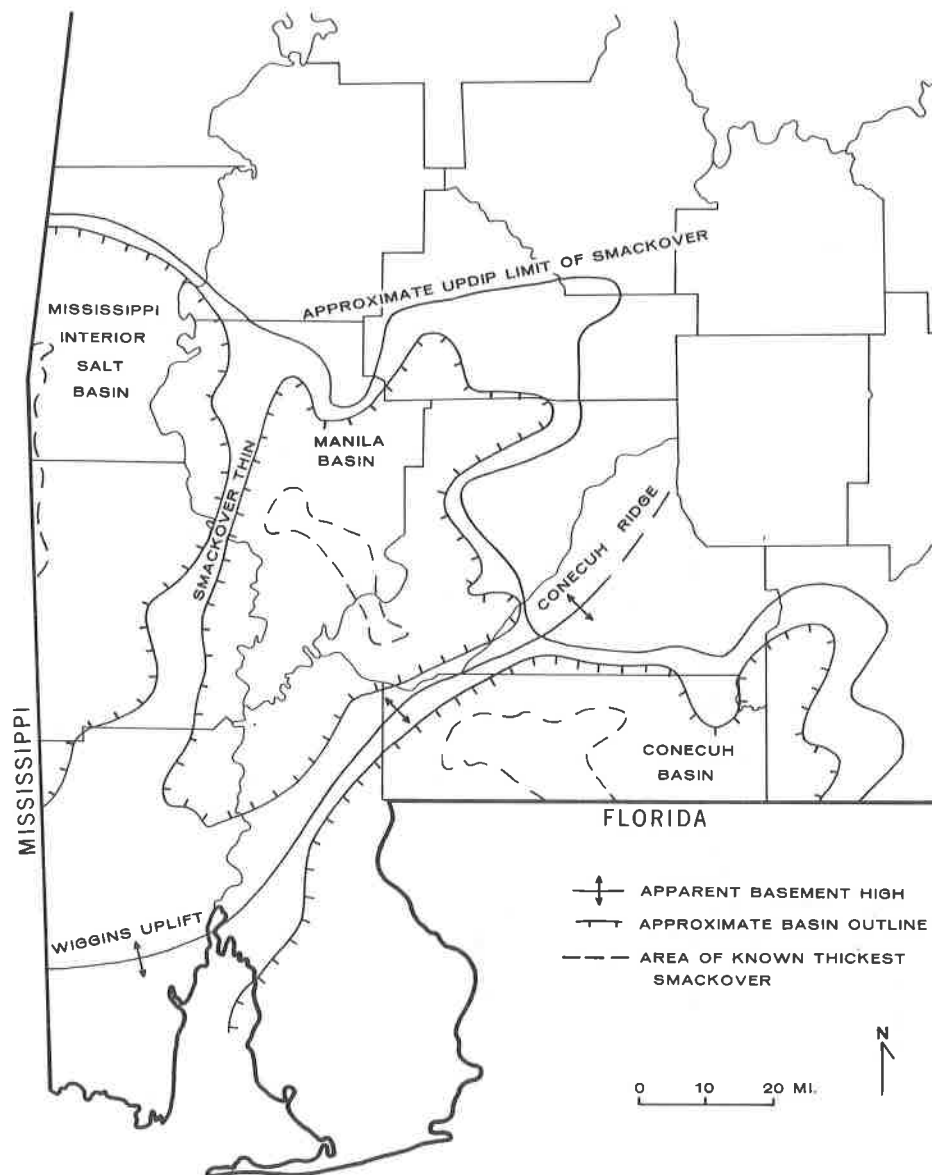 APPROXIMATE UPDIP LIMIT OF SMACKOVER
MISSISSIPPI
INTERIOR
SALT
BASIN
MANILA
BASIN
SMACKOVER THIN
CONECUH RIDGE
CONECUH
BASIN
MISSISSIPPI
FLORIDA
WIGGINS UPLIFT
APPARENT BASEMENT HIGH
APPROXIMATE BASIN OUTLINE
AREA OF KNOWN THICKEST
SMACKOVER
N
0 10 20 MI.